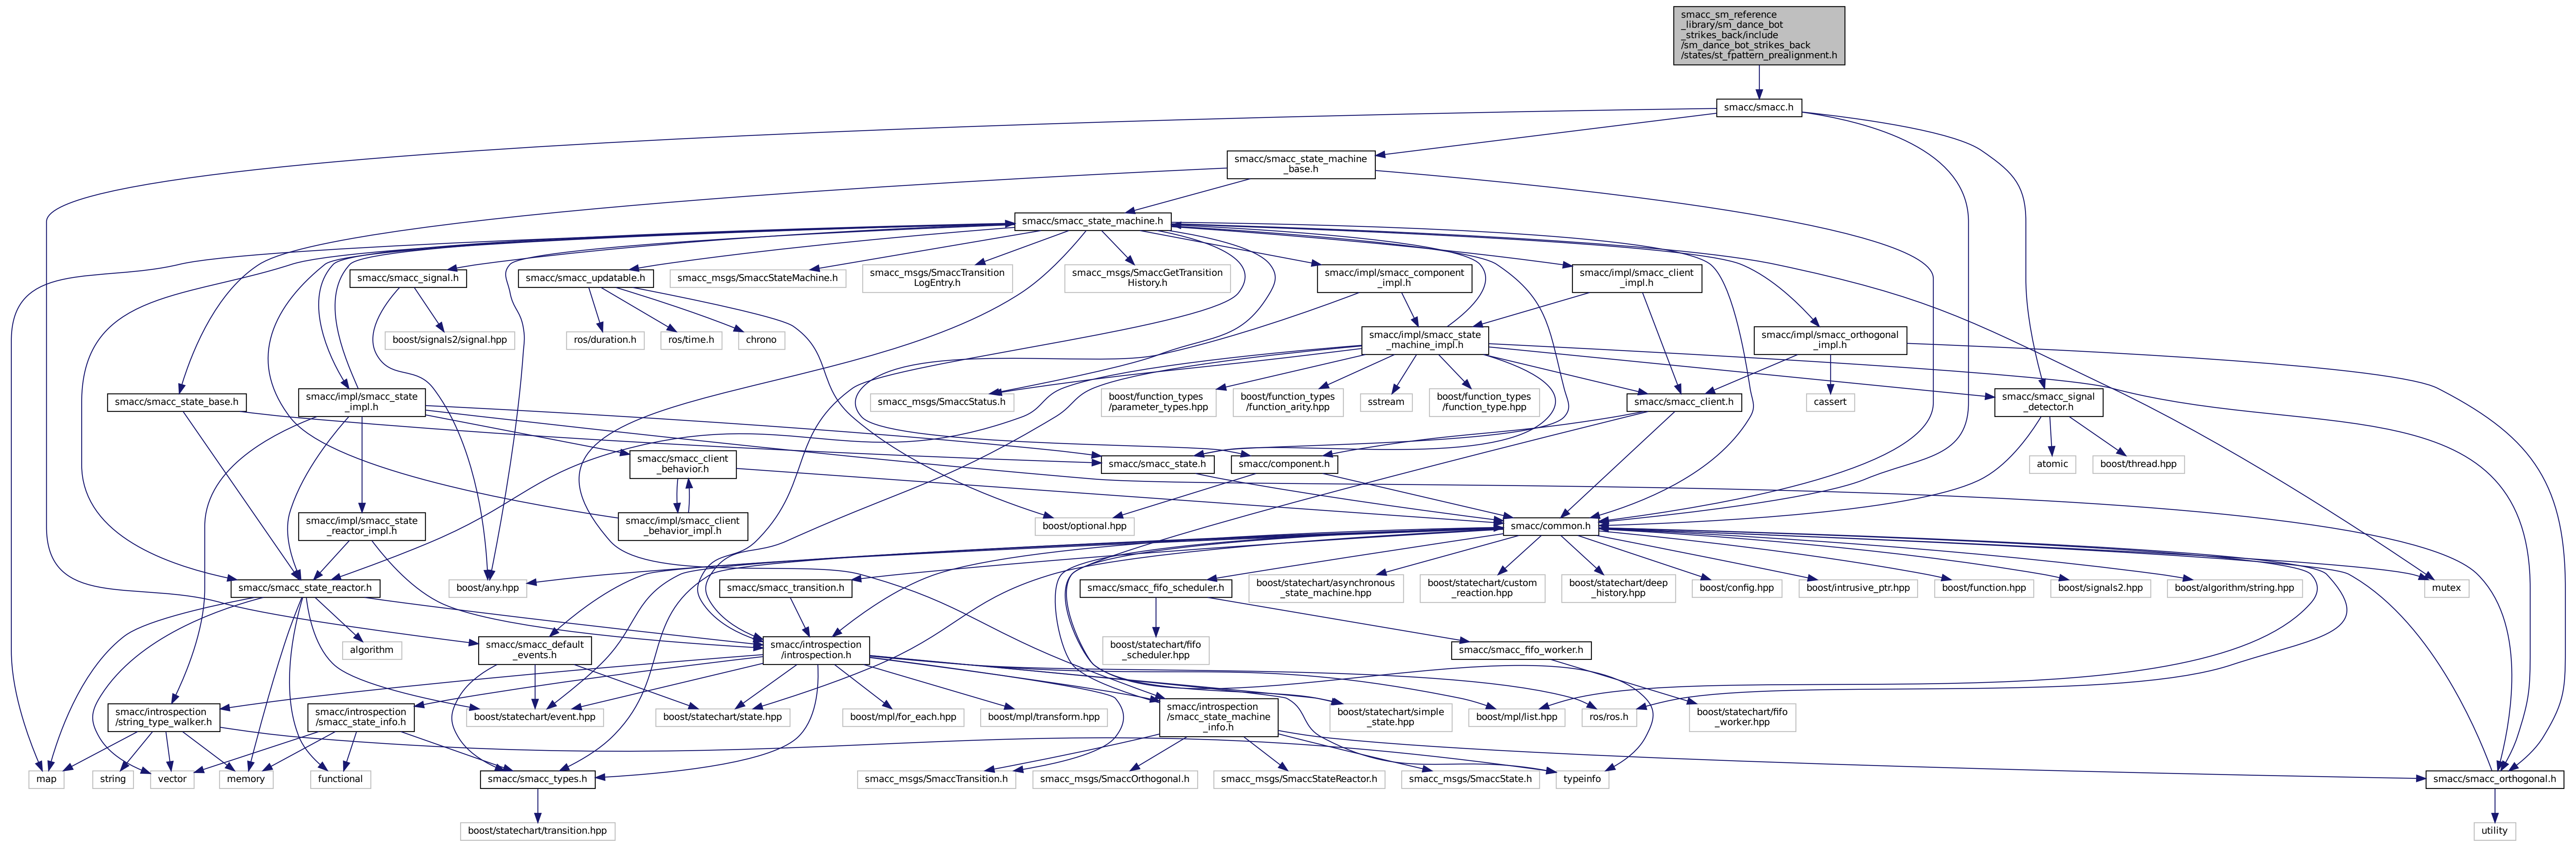 smacc_sm_reference
_library/sm_dance_bot
_strikes_back/include
/sm_dance_bot_strikes_back
/states/st_fpattern_prealignment.h
smacc/smacc.h
smacc/smacc_state_machine
_base.h
smacc/smacc_state_machine.h
smacc/smacc_signal.h
smacc/smacc_updatable.h
smacc_msgs/SmaccStateMachine.h
smacc_msgs/SmaccTransition
LogEntry.h
smacc_msgs/SmaccGetTransition
History.h
smacc/impl/smacc_component
_impl.h
smacc/impl/smacc_client
_impl.h
boost/signals2/signal.hpp
ros/duration.h
ros/time.h
chrono
smacc/impl/smacc_state
_machine_impl.h
smacc/impl/smacc_orthogonal
_impl.h
smacc/smacc_state_base.h
smacc/impl/smacc_state
_impl.h
smacc_msgs/SmaccStatus.h
boost/function_types
/parameter_types.hpp
boost/function_types
/function_arity.hpp
sstream
boost/function_types
/function_type.hpp
smacc/smacc_client.h
cassert
smacc/smacc_signal
_detector.h
smacc/smacc_client
_behavior.h
smacc/smacc_state.h
smacc/component.h
atomic
boost/thread.hpp
smacc/impl/smacc_state
_reactor_impl.h
smacc/impl/smacc_client
_behavior_impl.h
boost/optional.hpp
smacc/common.h
smacc/smacc_state_reactor.h
boost/any.hpp
smacc/smacc_transition.h
smacc/smacc_fifo_scheduler.h
boost/statechart/asynchronous
_state_machine.hpp
boost/statechart/custom
_reaction.hpp
boost/statechart/deep
_history.hpp
boost/config.hpp
boost/intrusive_ptr.hpp
boost/function.hpp
boost/signals2.hpp
boost/algorithm/string.hpp
mutex
algorithm
smacc/smacc_default
_events.h
smacc/introspection
/introspection.h
boost/statechart/fifo
_scheduler.hpp
smacc/smacc_fifo_worker.h
smacc/introspection
/string_type_walker.h
smacc/introspection
/smacc_state_info.h
boost/statechart/event.hpp
boost/statechart/state.hpp
boost/mpl/for_each.hpp
boost/mpl/transform.hpp
smacc/introspection
/smacc_state_machine
_info.h
boost/statechart/simple
_state.hpp
boost/mpl/list.hpp
ros/ros.h
boost/statechart/fifo
_worker.hpp
map
string
vector
memory
functional
smacc/smacc_types.h
smacc_msgs/SmaccTransition.h
smacc_msgs/SmaccOrthogonal.h
smacc_msgs/SmaccStateReactor.h
smacc_msgs/SmaccState.h
typeinfo
smacc/smacc_orthogonal.h
boost/statechart/transition.hpp
utility